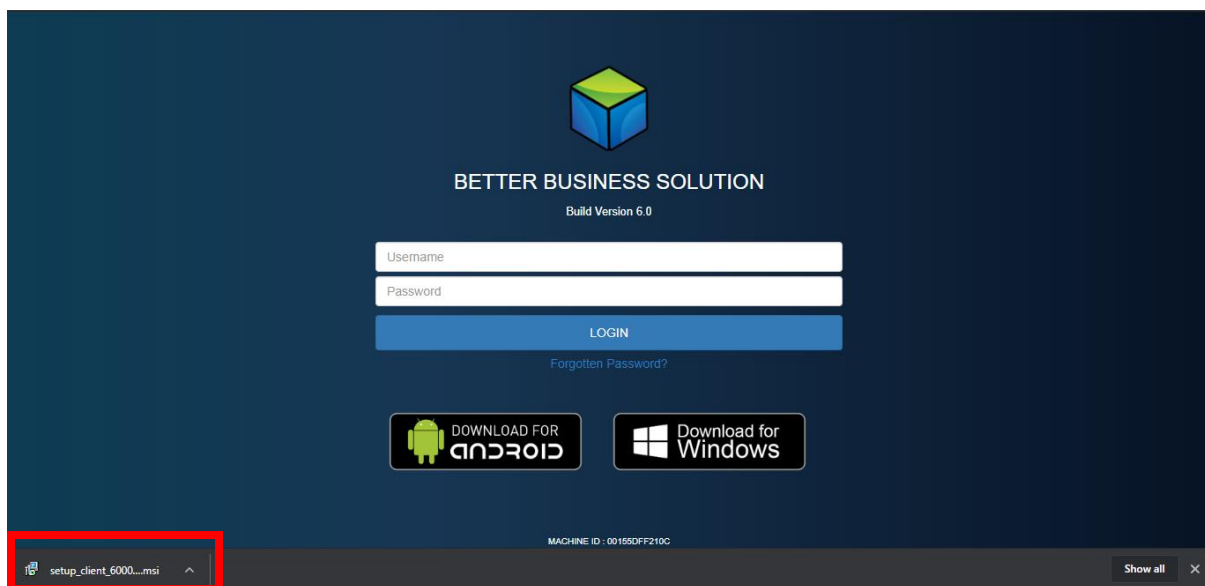 BETTER BUSINESS SOLUTION
Build Version 6.0
Username
Password
LOGIN
Forgotten Password?
DOWNLOAD FOR
ANDROID
Download for
Windows
MACHINE ID : 00155DFF210C
setup_client_6000....msi
Show all